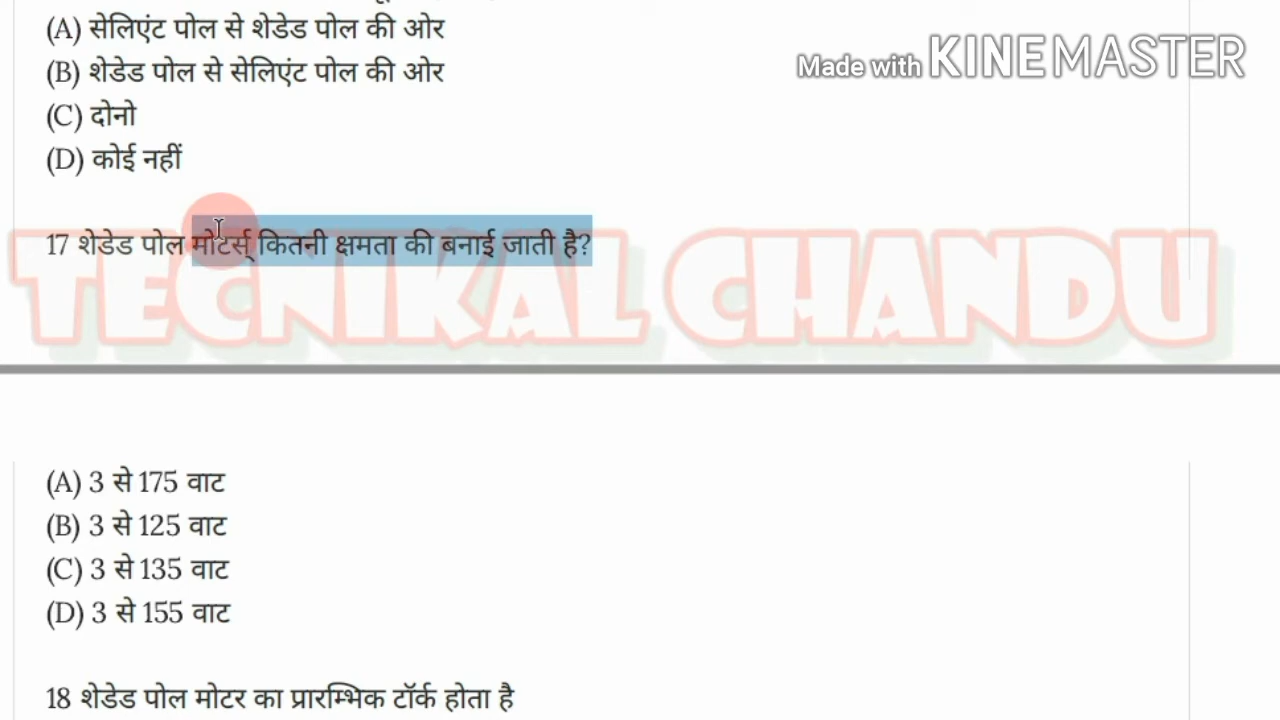 (A) सेलिएंट पोल से शेडेड पोल की ओर
Made with KINEMASTER
(B) शेडेड पोल से सेलिएंट पोल की ओर
(C) दोनो
(D) कोई नहीं
17 शेडेड पोल मोटर्स् कितनी क्षमता की बनाई जाती है?
TECNIKAL CHANDU
(A) 3 से 175 वाट
(B) 3 से 125 वाट
(C) 3 से 135 वाट
(D) 3 से 155 वाट
18 शेडेड पोल मोटर का प्रारम्भिक टॉर्क होता है